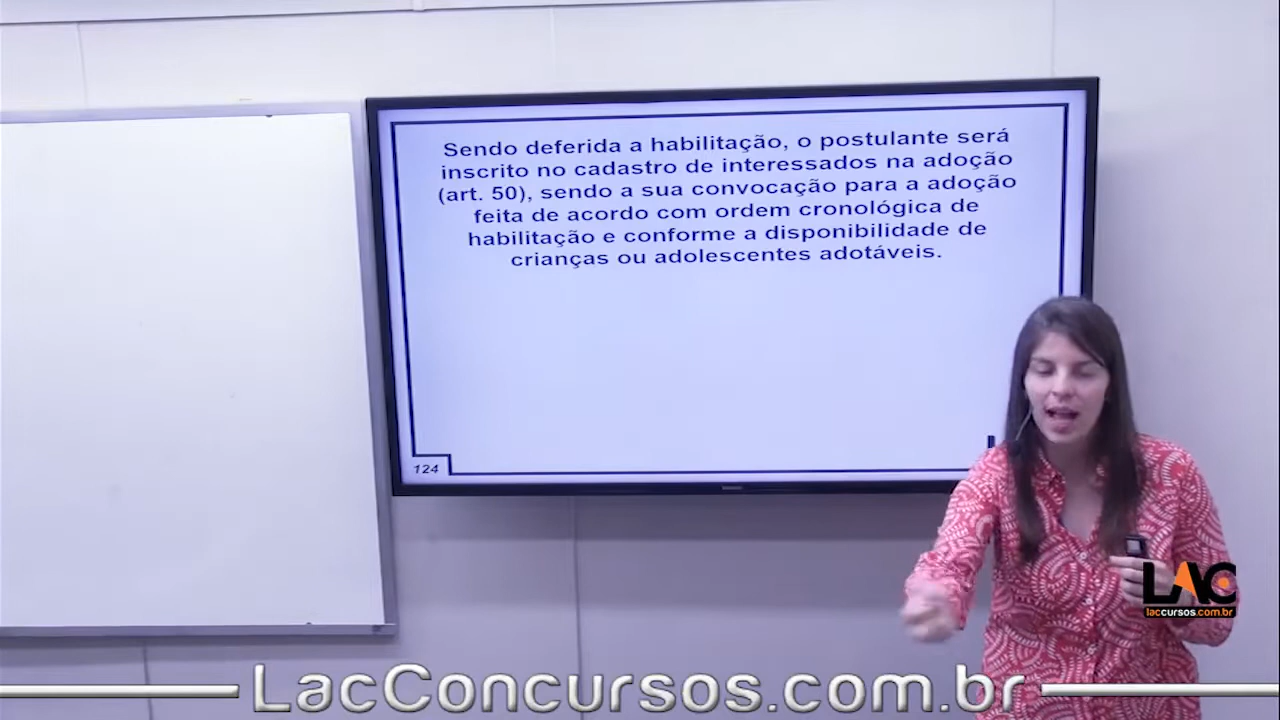 Sendo deferida a habilitação, o postulante será
inscrito no cadastro de interessados na adoção
(art. 50), sendo a sua convocação para a adoção
feita de acordo com ordem cronológica de
habilitação e conforme a disponibilidade de
crianças ou adolescentes adotáveis.
124
LAC
laccursos.com.br
LacConcursos.com.br